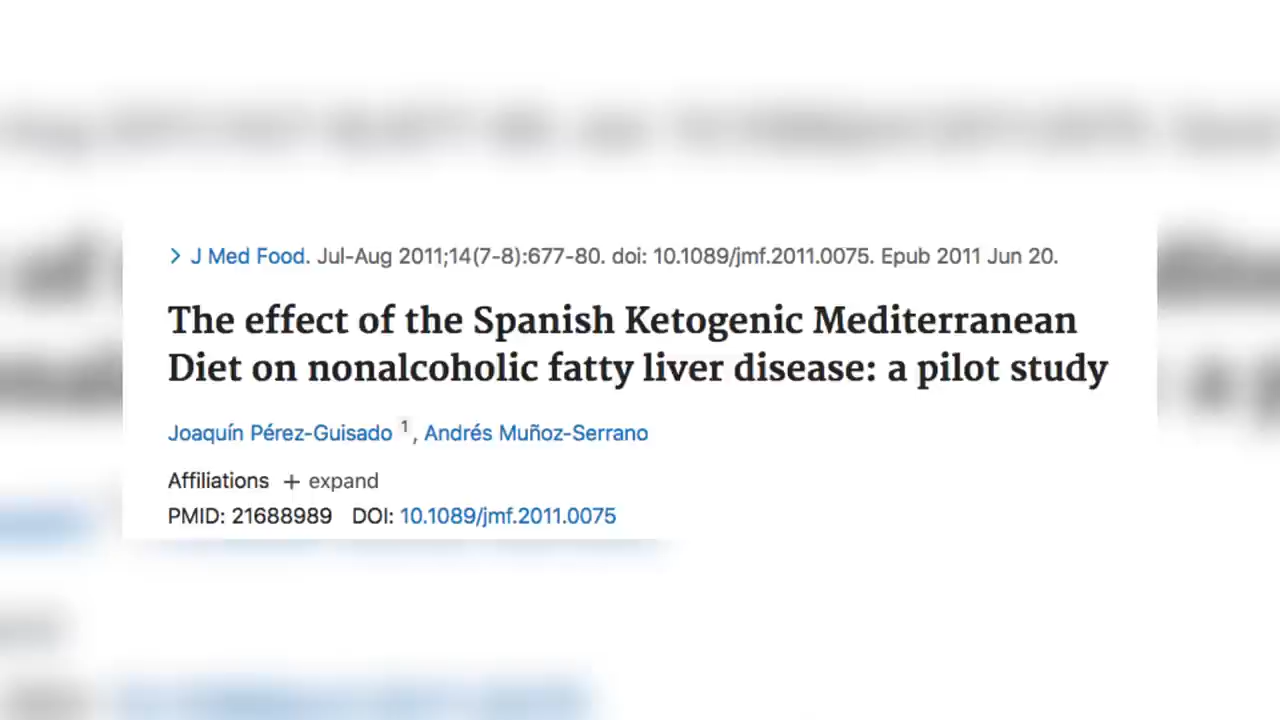 > J Med Food. Jul-Aug 2011;14(7-8):677-80. doi: 10.1089/jmf.2011.0075. Epub 2011 Jun 20.
The effect of the Spanish Ketogenic Mediterranean
Diet on nonalcoholic fatty liver disease: a pilot study
Joaquín Pérez-Guisado 1, Andrés Muñoz-Serrano
Affiliations + expand
PMID: 21688989 DOI: 10.1089/jmf.2011.0075